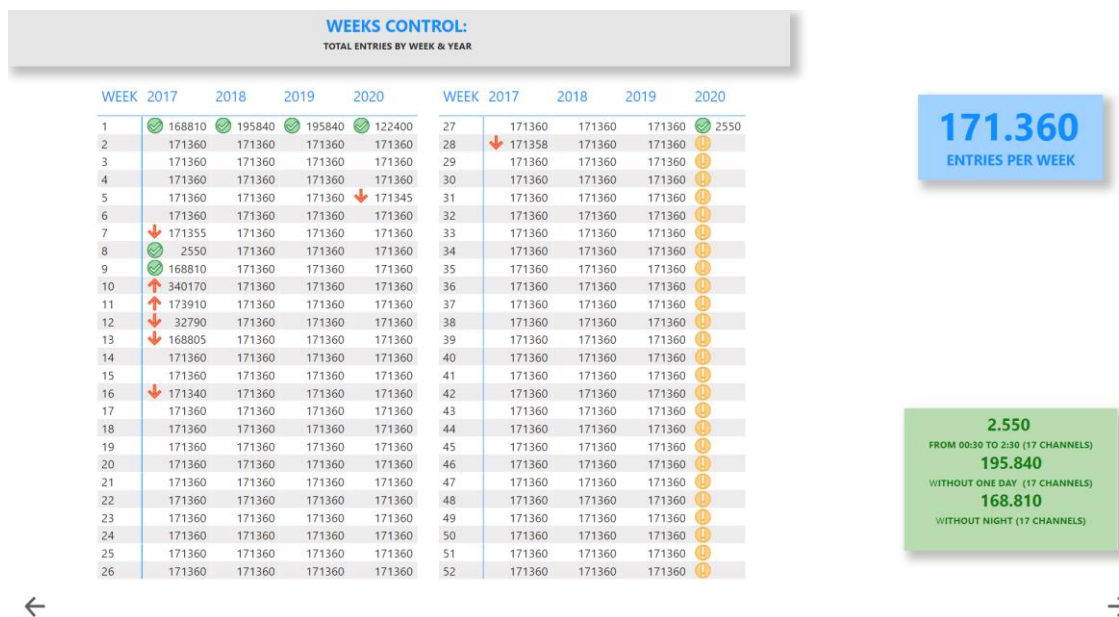 WEEKS CONTROL:
TOTAL ENTRIES BY WEEK & YEAR
WEEK 2017 2018 2019 2020
1 168810 195840 195840 122400
2 171360 171360 171360 171360
3 171360 171360 171360 171360
4 171360 171360 171360 171360
5 171360 171360 171360 171345
6 171360 171360 171360 171360
7 171355 171360 171360 171360
8 2550 171360 171360 171360
9 168810 171360 171360 171360
10 340170 171360 171360 171360
11 173910 171360 171360 171360
12 32790 171360 171360 171360
13 168805 171360 171360 171360
14 171360 171360 171360 171360
15 171360 171360 171360 171360
16 171340 171360 171360 171360
17 171360 171360 171360 171360
18 171360 171360 171360 171360
19 171360 171360 171360 171360
20 171360 171360 171360 171360
21 171360 171360 171360 171360
22 171360 171360 171360 171360
23 171360 171360 171360 171360
24 171360 171360 171360 171360
25 171360 171360 171360 171360
26 171360 171360 171360 171360
WEEK 2017 2018 2019 2020
27 171360 171360 171360 2550
28 171358 171360 171360
29 171360 171360 171360
30 171360 171360 171360
31 171360 171360 171360
32 171360 171360 171360
33 171360 171360 171360
34 171360 171360 171360
35 171360 171360 171360
36 171360 171360 171360
37 171360 171360 171360
38 171360 171360 171360
39 171360 171360 171360
40 171360 171360 171360
41 171360 171360 171360
42 171360 171360 171360
43 171360 171360 171360
44 171360 171360 171360
45 171360 171360 171360
46 171360 171360 171360
47 171360 171360 171360
48 171360 171360 171360
49 171360 171360 171360
50 171360 171360 171360
51 171360 171360 171360
52 171360 171360 171360
171.360
ENTRIES PER WEEK
2.550
FROM 00:30 TO 2:30 (17 CHANNELS)
195.840
WITHOUT ONE DAY (17 CHANNELS)
168.810
WITHOUT NIGHT (17 CHANNELS)